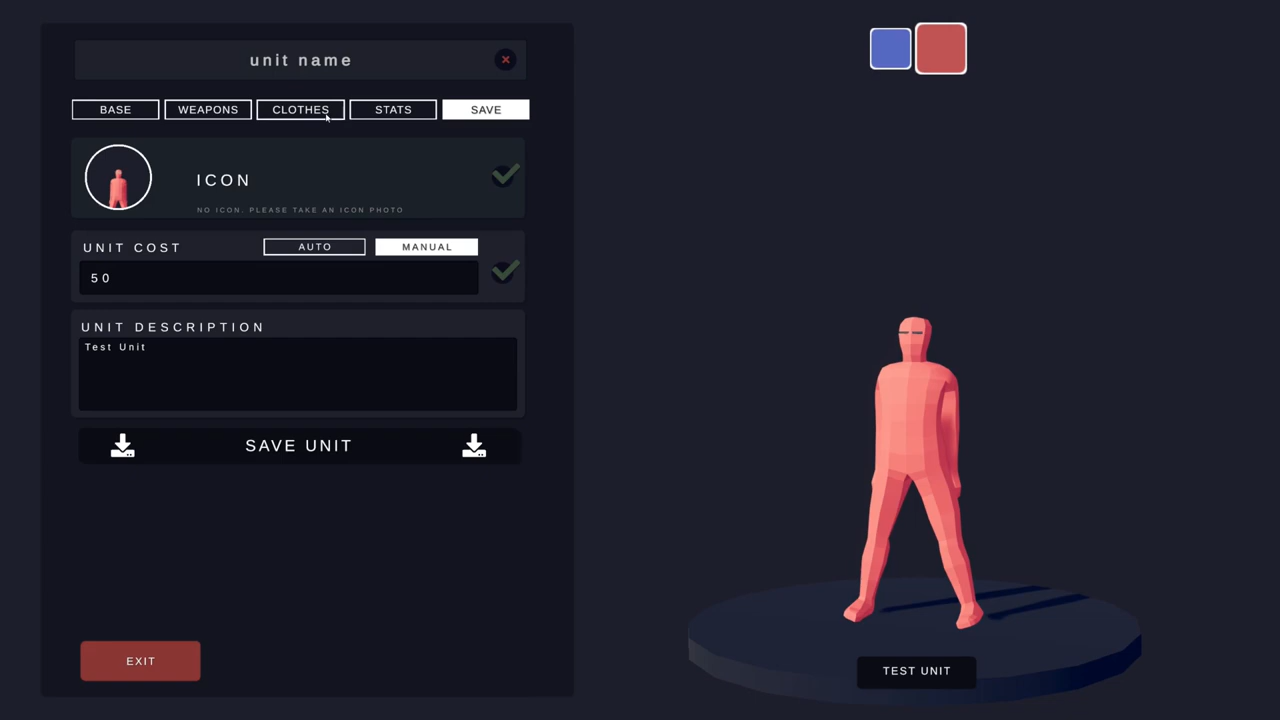 unit name
BASE WEAPONS CLOTHES STATS SAVE
ICON
NO ICON. PLEASE TAKE AN ICON PHOTO
UNIT COST AUTO MANUAL
50
UNIT DESCRIPTION
Test Unit
SAVE UNIT
EXIT
TEST UNIT